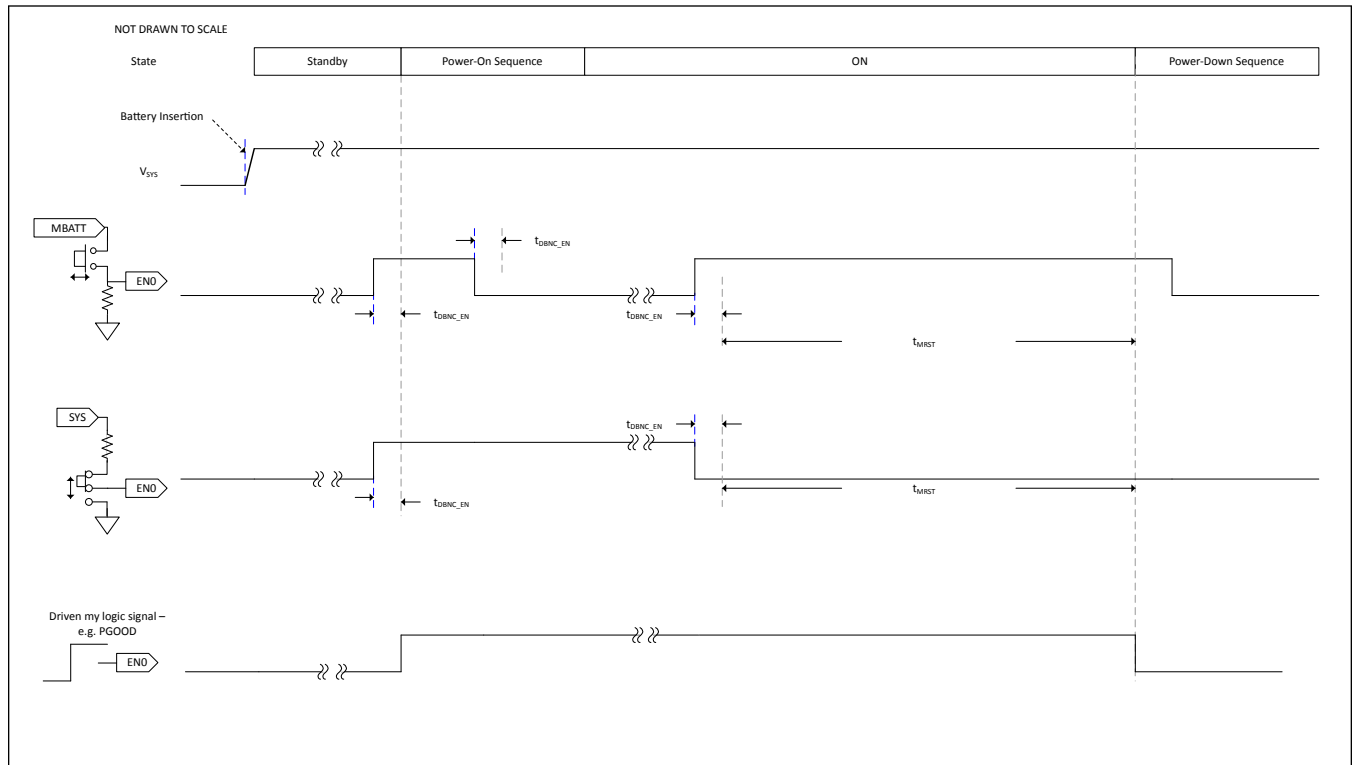 NOT DRAWN TO SCALE
State
Standby
Power-On Sequence
ON
Power-Down Sequence
Battery Insertion
VSYS
MBATT
EN0
tDBNC_EN
tDBNC_EN
tDBNC_EN
tMRST
SYS
EN0
tDBNC_EN
tDBNC_EN
tMRST
Driven my logic signal –
e.g. PGOOD
EN0